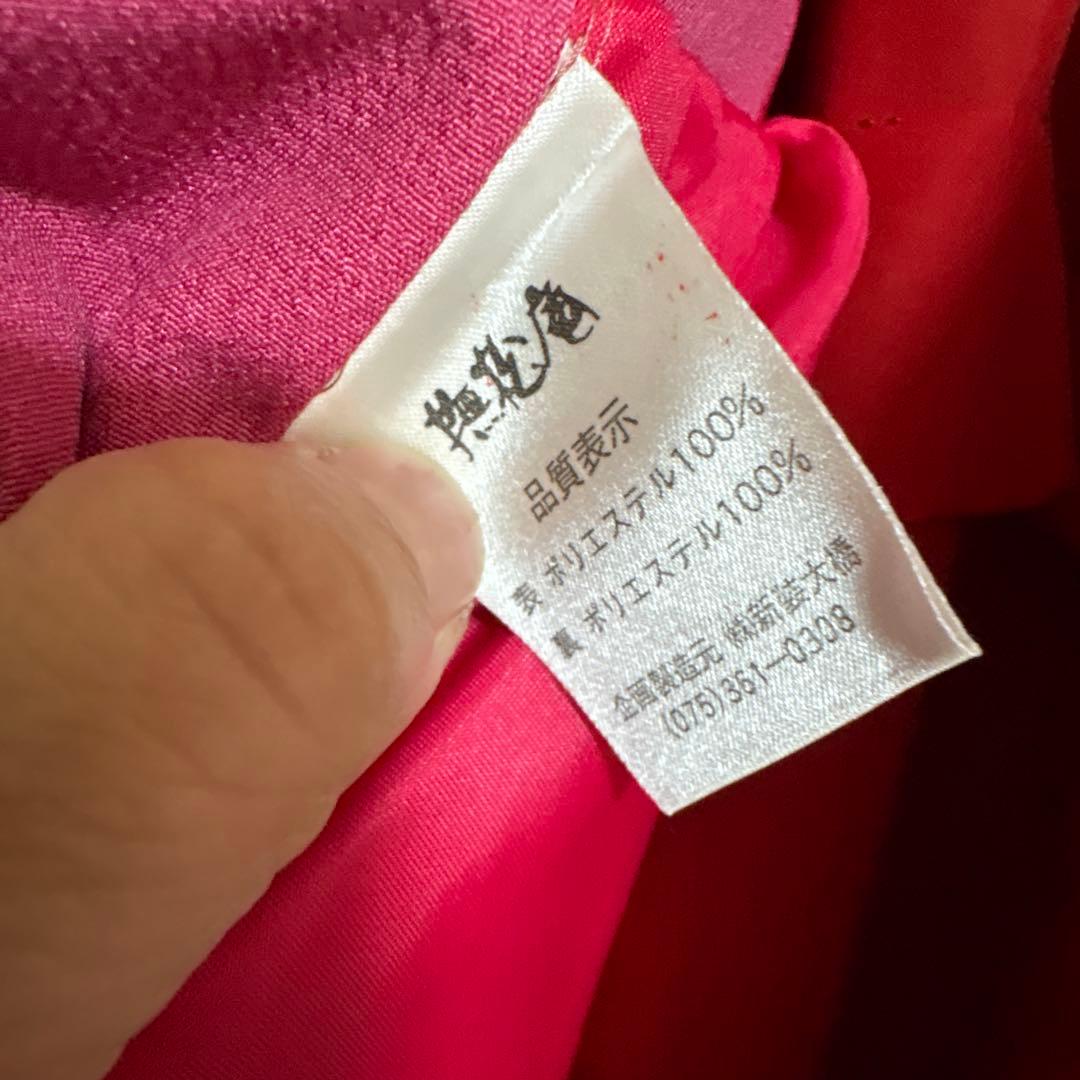 撫松庵
品質表示
表 ポリエステル100%
裏 ポリエステル100%
企画製造元 ㈱新装大橋
(075)361−0308